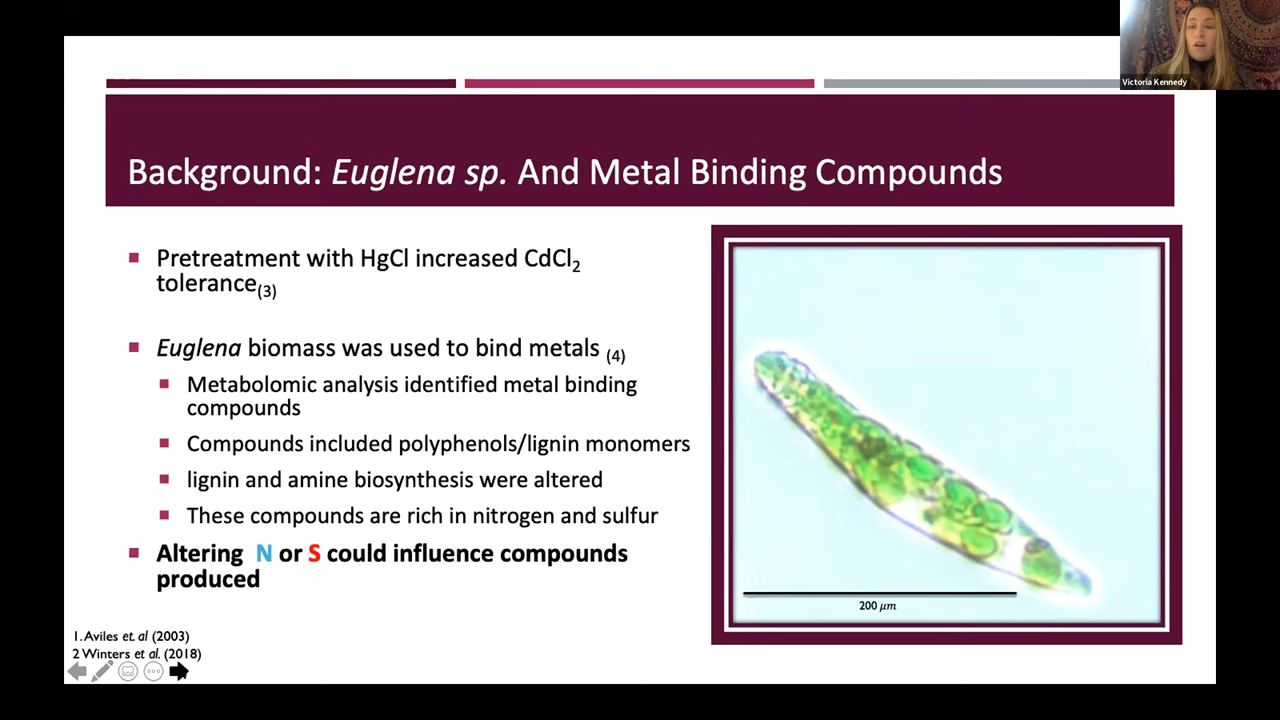 Victoria Kennedy
Background: Euglena sp. And Metal Binding Compounds
Pretreatment with HgCl increased CdCl₂
tolerance(3)
Euglena biomass was used to bind metals (4)
Metabolomic analysis identified metal binding
compounds
Compounds included polyphenols/lignin monomers
lignin and amine biosynthesis were altered
These compounds are rich in nitrogen and sulfur
Altering N or S could influence compounds
produced
200 μm
1. Aviles et. al (2003)
2 Winters et al. (2018)